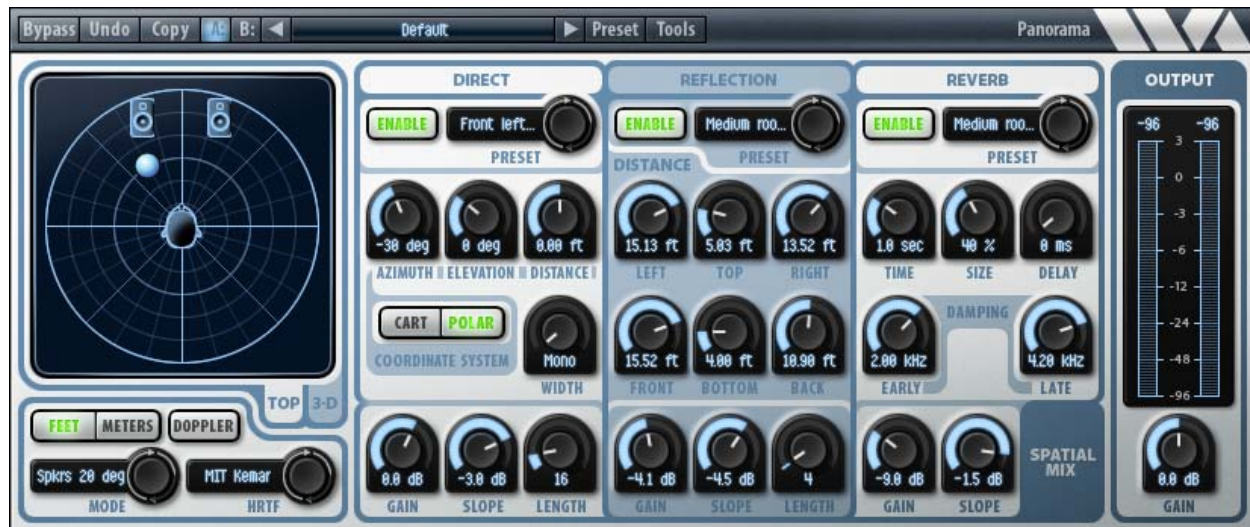 Bypass Undo Copy B: Default Preset Tools Panorama
DIRECT REFLECTION REVERB OUTPUT
ENABLE Front left... ENABLE Medium roo... ENABLE Medium roo... -96 -96
PRESET PRESET PRESET
DISTANCE
3
0
-3
-6
-12
-24
-48
-96
-30 deg 0 deg 0.00 ft 15.13 ft 5.03 ft 13.52 ft 1.0 sec 40 % 0 ms
AZIMUTH ELEVATION DISTANCE LEFT TOP RIGHT TIME SIZE DELAY
CART POLAR
COORDINATE SYSTEM
DAMPING
Mono 15.52 ft 4.00 ft 10.90 ft 2.00 kHz 4.20 kHz
WIDTH FRONT BOTTOM BACK EARLY LATE
TOP 3-D
FEET METERS DOPPLER
Spkrs 20 deg MIT Kemar
MODE HRTF
0.0 dB -3.0 dB 16 -4.1 dB -4.5 dB 4 -9.0 dB -1.5 dB 0.0 dB
GAIN SLOPE LENGTH GAIN SLOPE LENGTH GAIN SLOPE GAIN
SPATIAL
MIX